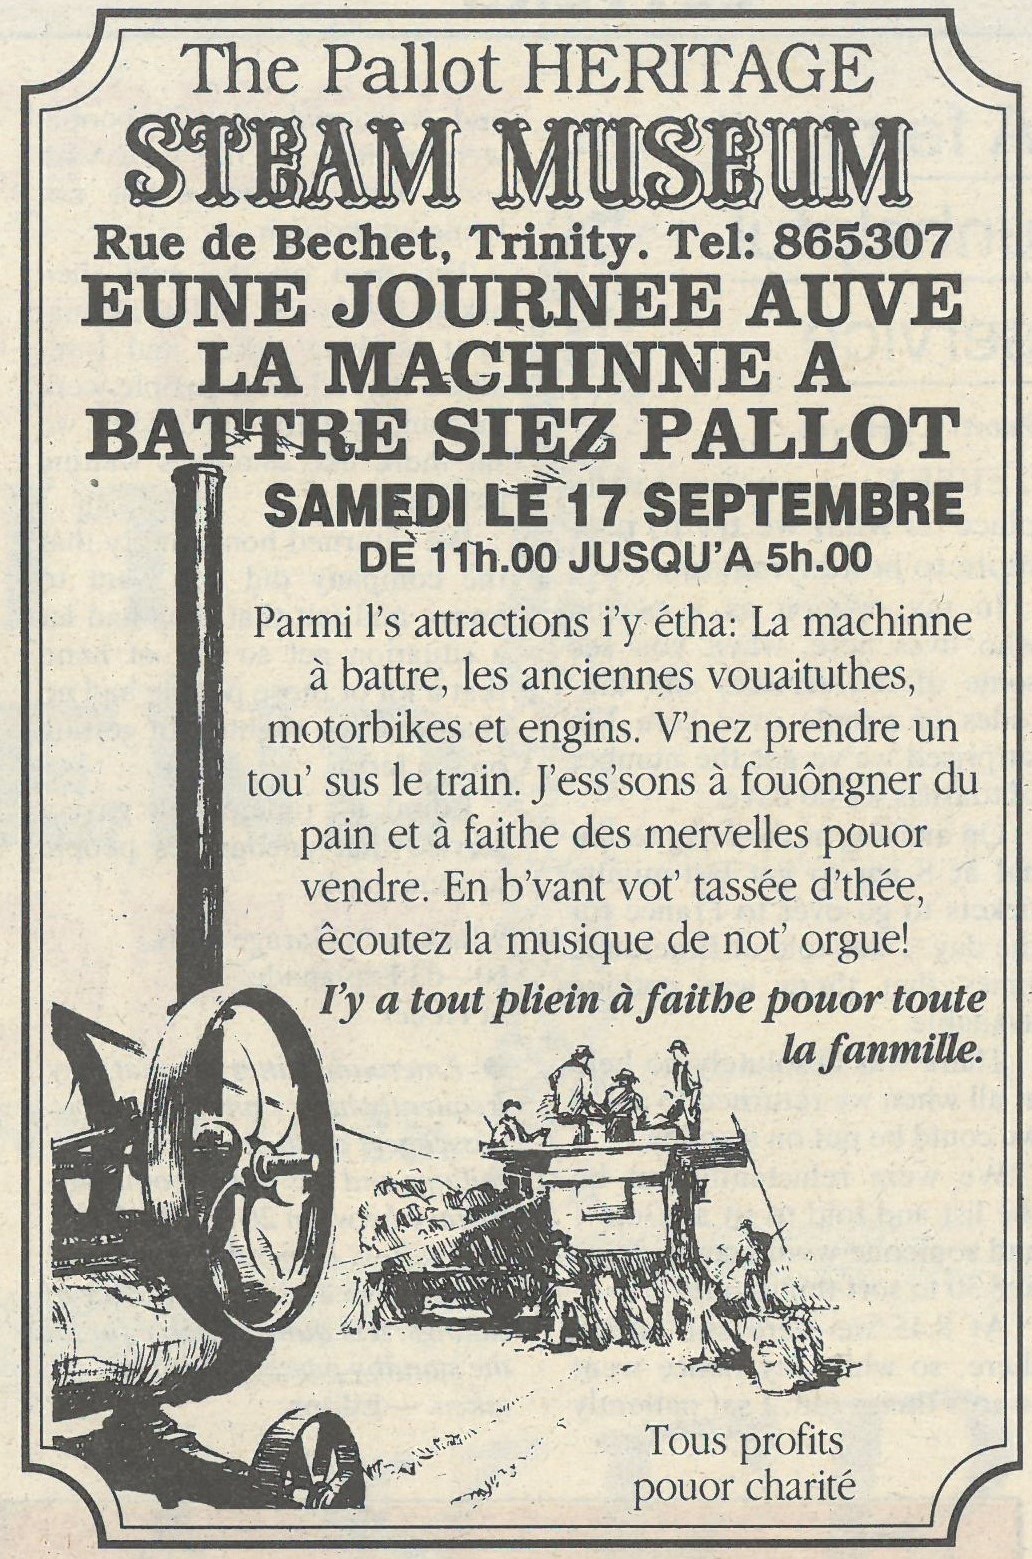 The Pallot HERITAGE
STEAM MUSEUM
Rue de Bechet, Trinity. Tel: 865307
EUNE JOURNEE AUVE
LA MACHINNE A
BATTRE SIEZ PALLOT
SAMEDI LE 17 SEPTEMBRE
DE 11h.00 JUSQU'A 5h.00
Parmi l's attractions i'y étha: La machinne
à battre, les anciennes vouaituthes,
motorbikes et engins. V'nez prendre un
tou' sus le train. J'ess'sons à fouôngner du
pain et à faithe des mervelles pouor
vendre. En b'vant vot' tassée d'thée,
êcoutez la musique de not' orgue!
I'y a tout pliein à faithe pouor toute
la fanmille.
Tous profits
pouor charité